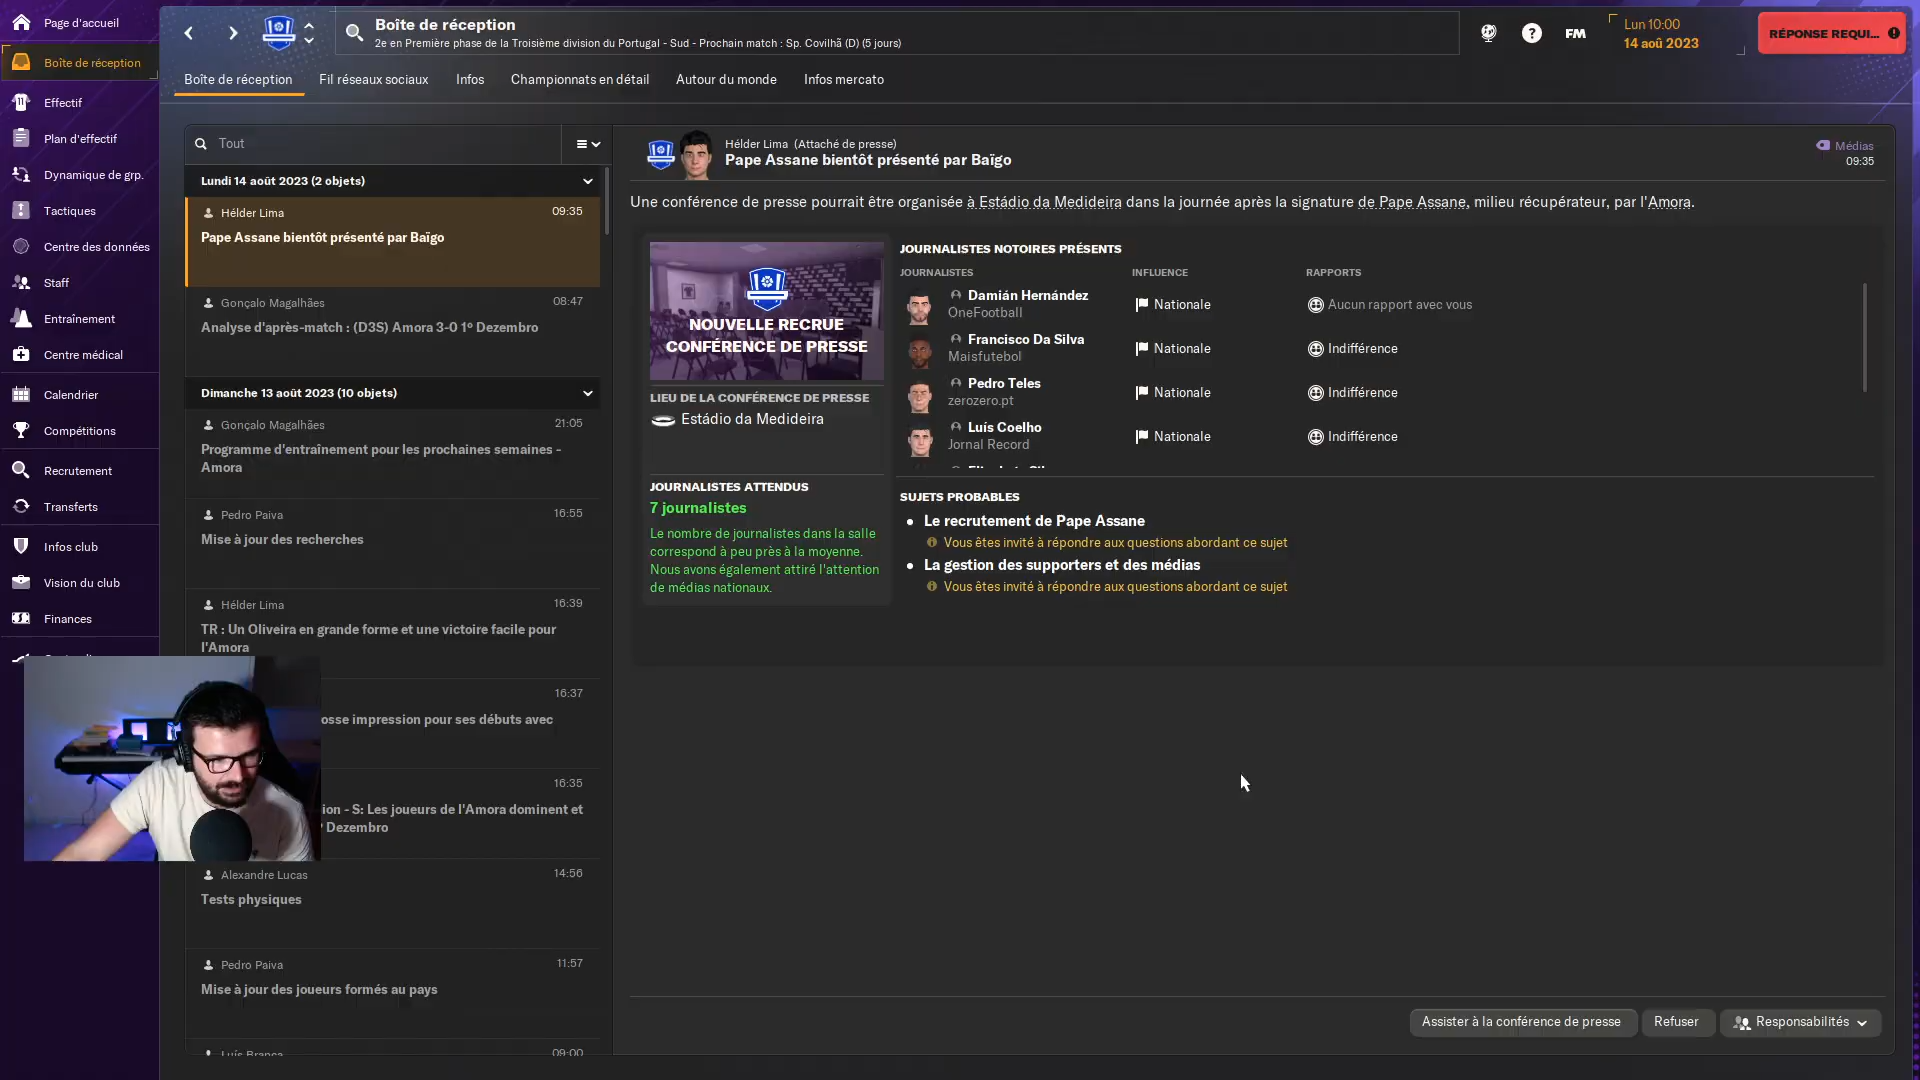 Page d'accueil
Boîte de réception
Effectif
Plan d'effectif
Dynamique de grp.
Tactiques
Centre des données
Staff
Entraînement
Centre médical
Calendrier
Compétitions
Recrutement
Transferts
Infos club
Vision du club
Finances
Boîte de réception
2e en Première phase de la Troisième division du Portugal - Sud - Prochain match : Sp. Covilhã (D) (5 jours)
FM
Lun 10:00
14 aoû 2023
RÉPONSE REQUI...
Boîte de réception
Fil réseaux sociaux
Infos
Championnats en détail
Autour du monde
Infos mercato
Tout
Lundi 14 août 2023 (2 objets)
Hélder Lima 09:35
Pape Assane bientôt présenté par Baïgo
Gonçalo Magalhães 08:47
Analyse d'après-match : (D3S) Amora 3-0 1º Dezembro
Dimanche 13 août 2023 (10 objets)
Gonçalo Magalhães 21:05
Programme d'entraînement pour les prochaines semaines -
Amora
Pedro Paiva 16:55
Mise à jour des recherches
Hélder Lima 16:39
TR : Un Oliveira en grande forme et une victoire facile pour
l'Amora
16:37
osse impression pour ses débuts avec
16:35
ion - S: Les joueurs de l'Amora dominent et
Dezembro
Alexandre Lucas 14:56
Tests physiques
Pedro Paiva 11:57
Mise à jour des joueurs formés au pays
Luís Branca 09:00
Hélder Lima (Attaché de presse)
Pape Assane bientôt présenté par Baïgo
Médias
09:35
Une conférence de presse pourrait être organisée à Estádio da Medideira dans la journée après la signature de Pape Assane, milieu récupérateur, par l'Amora.
NOUVELLE RECRUE
CONFÉRENCE DE PRESSE
LIEU DE LA CONFÉRENCE DE PRESSE
Estádio da Medideira
JOURNALISTES ATTENDUS
7 journalistes
Le nombre de journalistes dans la salle
correspond à peu près à la moyenne.
Nous avons également attiré l'attention
de médias nationaux.
JOURNALISTES NOTOIRES PRÉSENTS
JOURNALISTES INFLUENCE RAPPORTS
Damián Hernández
OneFootball
Nationale
Aucun rapport avec vous
Francisco Da Silva
Maisfutebol
Nationale
Indifférence
Pedro Teles
zerozero.pt
Nationale
Indifférence
Luís Coelho
Jornal Record
Nationale
Indifférence
SUJETS PROBABLES
Le recrutement de Pape Assane
Vous êtes invité à répondre aux questions abordant ce sujet
La gestion des supporters et des médias
Vous êtes invité à répondre aux questions abordant ce sujet
Assister à la conférence de presse
Refuser
Responsabilités